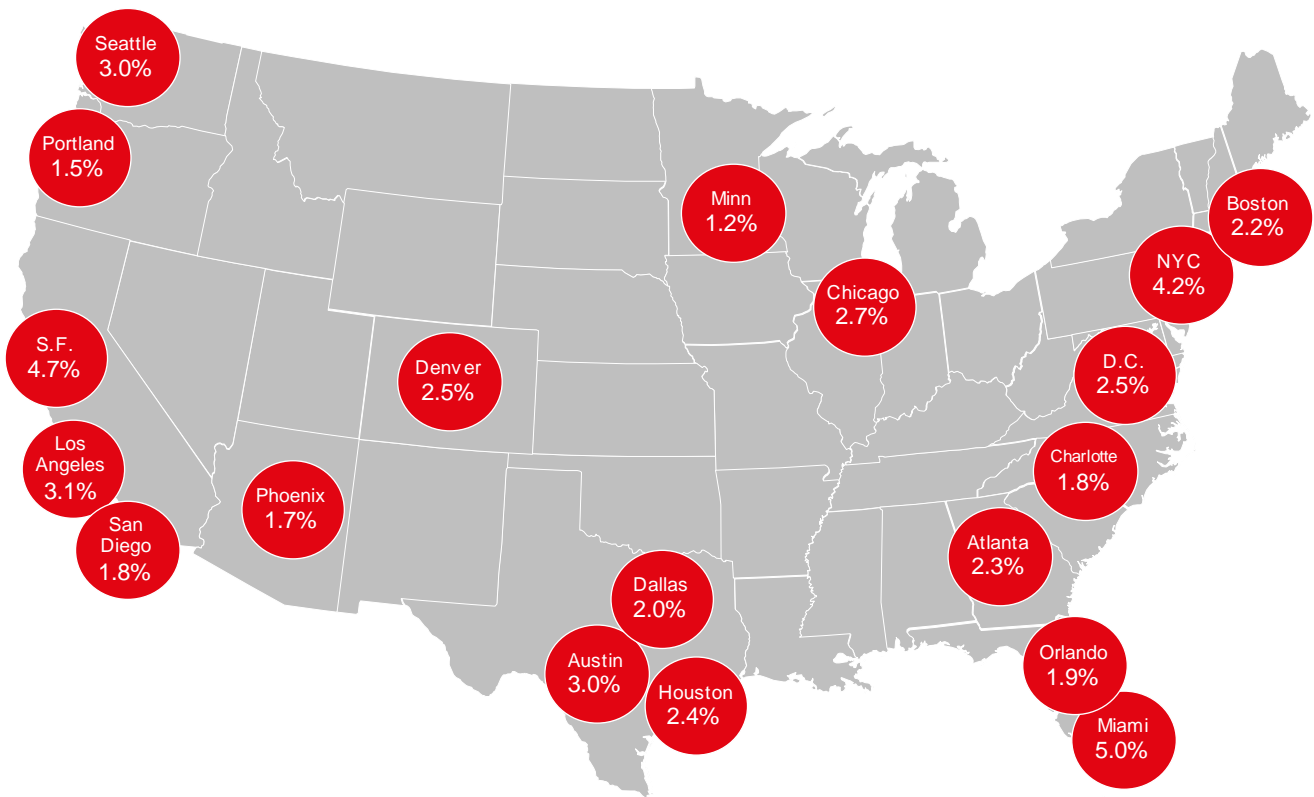 Seattle
3.0%
Portland
1.5%
Minn
1.2%
Boston
2.2%
NYC
4.2%
Chicago
2.7%
S.F.
4.7%
Denver
2.5%
D.C.
2.5%
Los
Angeles
3.1%
Charlotte
1.8%
Phoenix
1.7%
San
Diego
1.8%
Atlanta
2.3%
Dallas
2.0%
Austin
3.0%
Houston
2.4%
Orlando
1.9%
Miami
5.0%